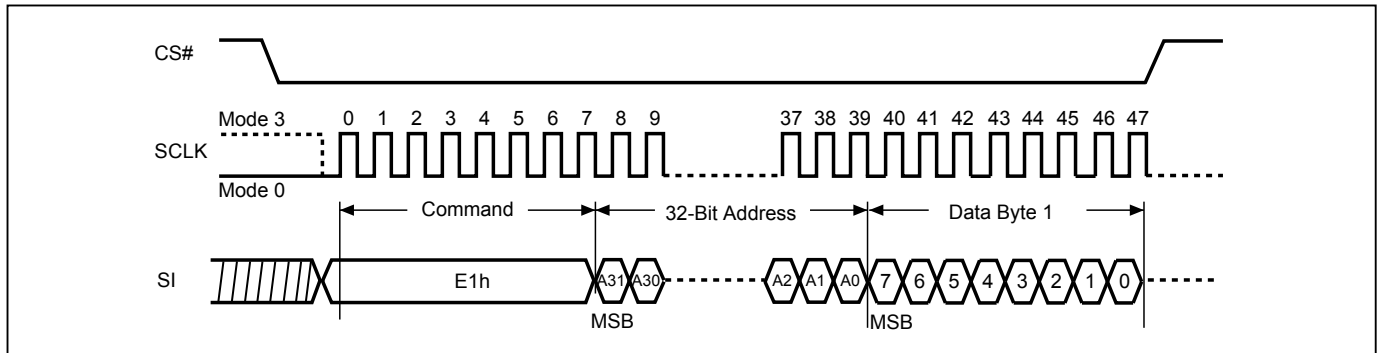 CS#
Mode 3 0 1 2 3 4 5 6 7 8 9 37 38 39 40 41 42 43 44 45 46 47
SCLK
Mode 0
Command 32-Bit Address Data Byte 1
SI E1h A31 A30 A2 A1 A0 7 6 5 4 3 2 1 0
MSB MSB